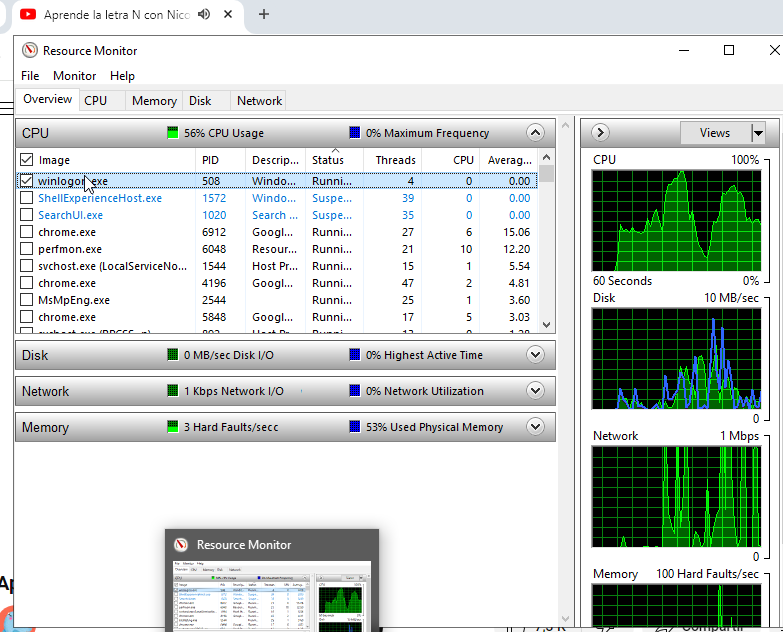 Aprende la letra N con Nico
Resource Monitor
File Monitor Help
Overview CPU Memory Disk Network
CPU 56% CPU Usage 0% Maximum Frequency
Image PID Descrip... Status Threads CPU Averag...
winlogon.exe 508 Windo... Runni... 4 0 0.00
ShellExperienceHost.exe 1572 Windo... Suspe... 39 0 0.00
SearchUI.exe 1020 Search ... Suspe... 35 0 0.00
chrome.exe 6912 Googl... Runni... 27 6 15.06
perfmon.exe 6048 Resour... Runni... 21 10 12.20
svchost.exe (LocalServiceNo... 1544 Host Pr... Runni... 15 1 5.54
chrome.exe 4196 Googl... Runni... 47 2 4.81
MsMpEng.exe 2544 Runni... 25 1 3.60
chrome.exe 5848 Googl... Runni... 17 5 3.03
Disk 0 MB/sec Disk I/O 0% Highest Active Time
Network 1 Kbps Network I/O 0% Network Utilization
Memory 3 Hard Faults/secc 53% Used Physical Memory
Views
CPU 100%
60 Seconds 0%
Disk 10 MB/sec
0
Network 1 Mbps
0
Memory 100 Hard Faults/sec
Resource Monitor